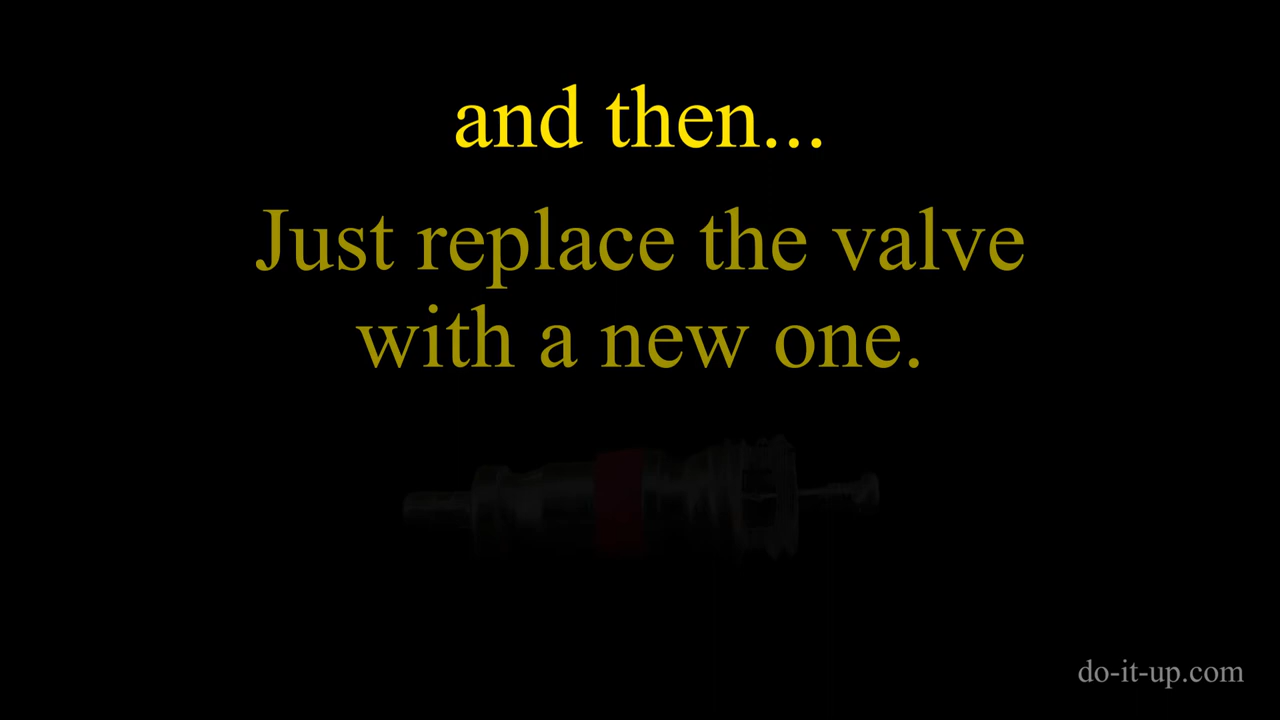 and then...
Just replace the valve
with a new one.
do-it-up.com